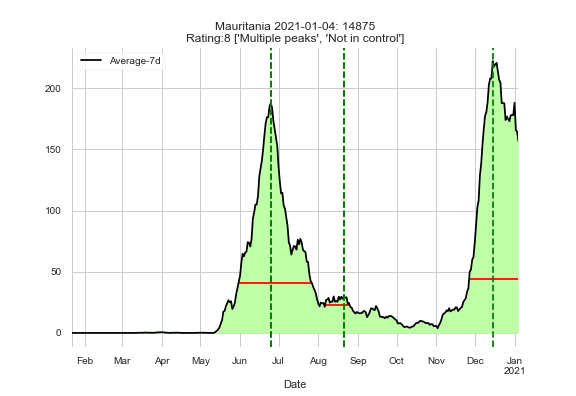 Mauritania 2021-01-04: 14875
Rating:8 ['Multiple peaks', 'Not in control']
Average-7d
200
150
100
50
0
Feb Mar Apr May Jun Jul Aug Sep Oct Nov Dec Jan
2021
Date